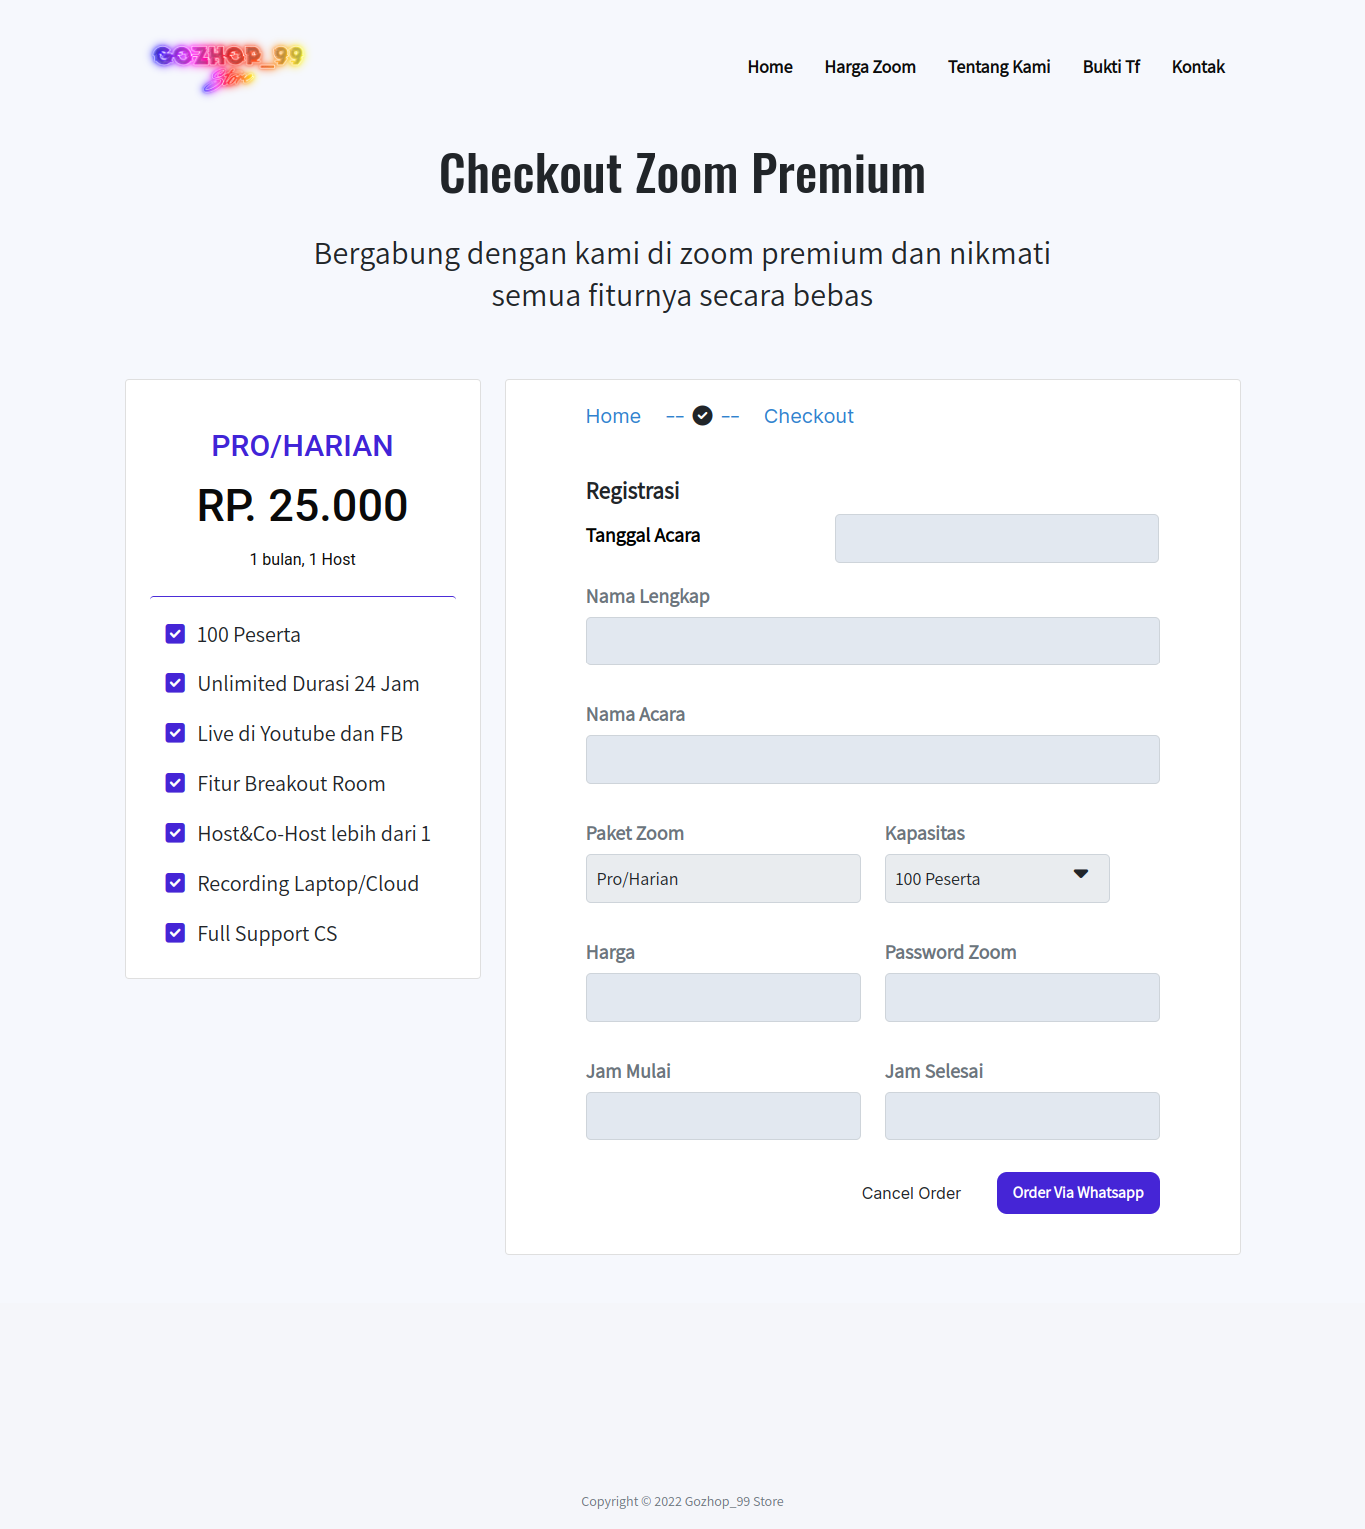 GOZHOP_99
Store
Home
Harga Zoom
Tentang Kami
Bukti Tf
Kontak
Checkout Zoom Premium
Bergabung dengan kami di zoom premium dan nikmati
semua fiturnya secara bebas
PRO/HARIAN
RP. 25.000
1 bulan, 1 Host
100 Peserta
Unlimited Durasi 24 Jam
Live di Youtube dan FB
Fitur Breakout Room
Host&Co-Host lebih dari 1
Recording Laptop/Cloud
Full Support CS
Home -- -- Checkout
Registrasi
Tanggal Acara
Nama Lengkap
Nama Acara
Paket Zoom
Kapasitas
Pro/Harian
100 Peserta
Harga
Password Zoom
Jam Mulai
Jam Selesai
Cancel Order
Order Via Whatsapp
Copyright © 2022 Gozhop_99 Store